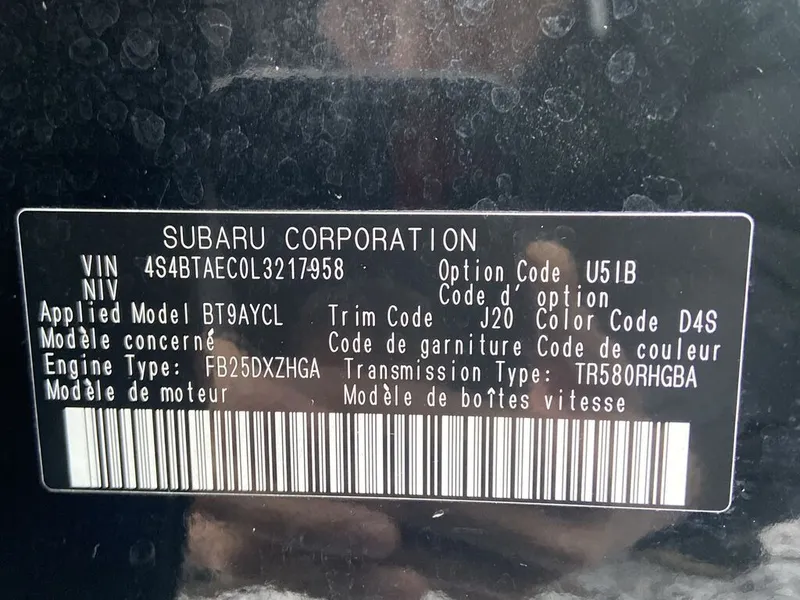 SUBARU CORPORATION
VIN 4S4BTAEC0L3217958 Option Code U5IB
NIV Code d' option
Applied Model BT9AYCL Trim Code J20 Color Code D4S
Modèle concerné Code de garniture Code de couleur
Engine Type: FB25DXZHGA Transmission Type: TR580RHGBA
Modèle de moteur Modèle de boîtes vitesse